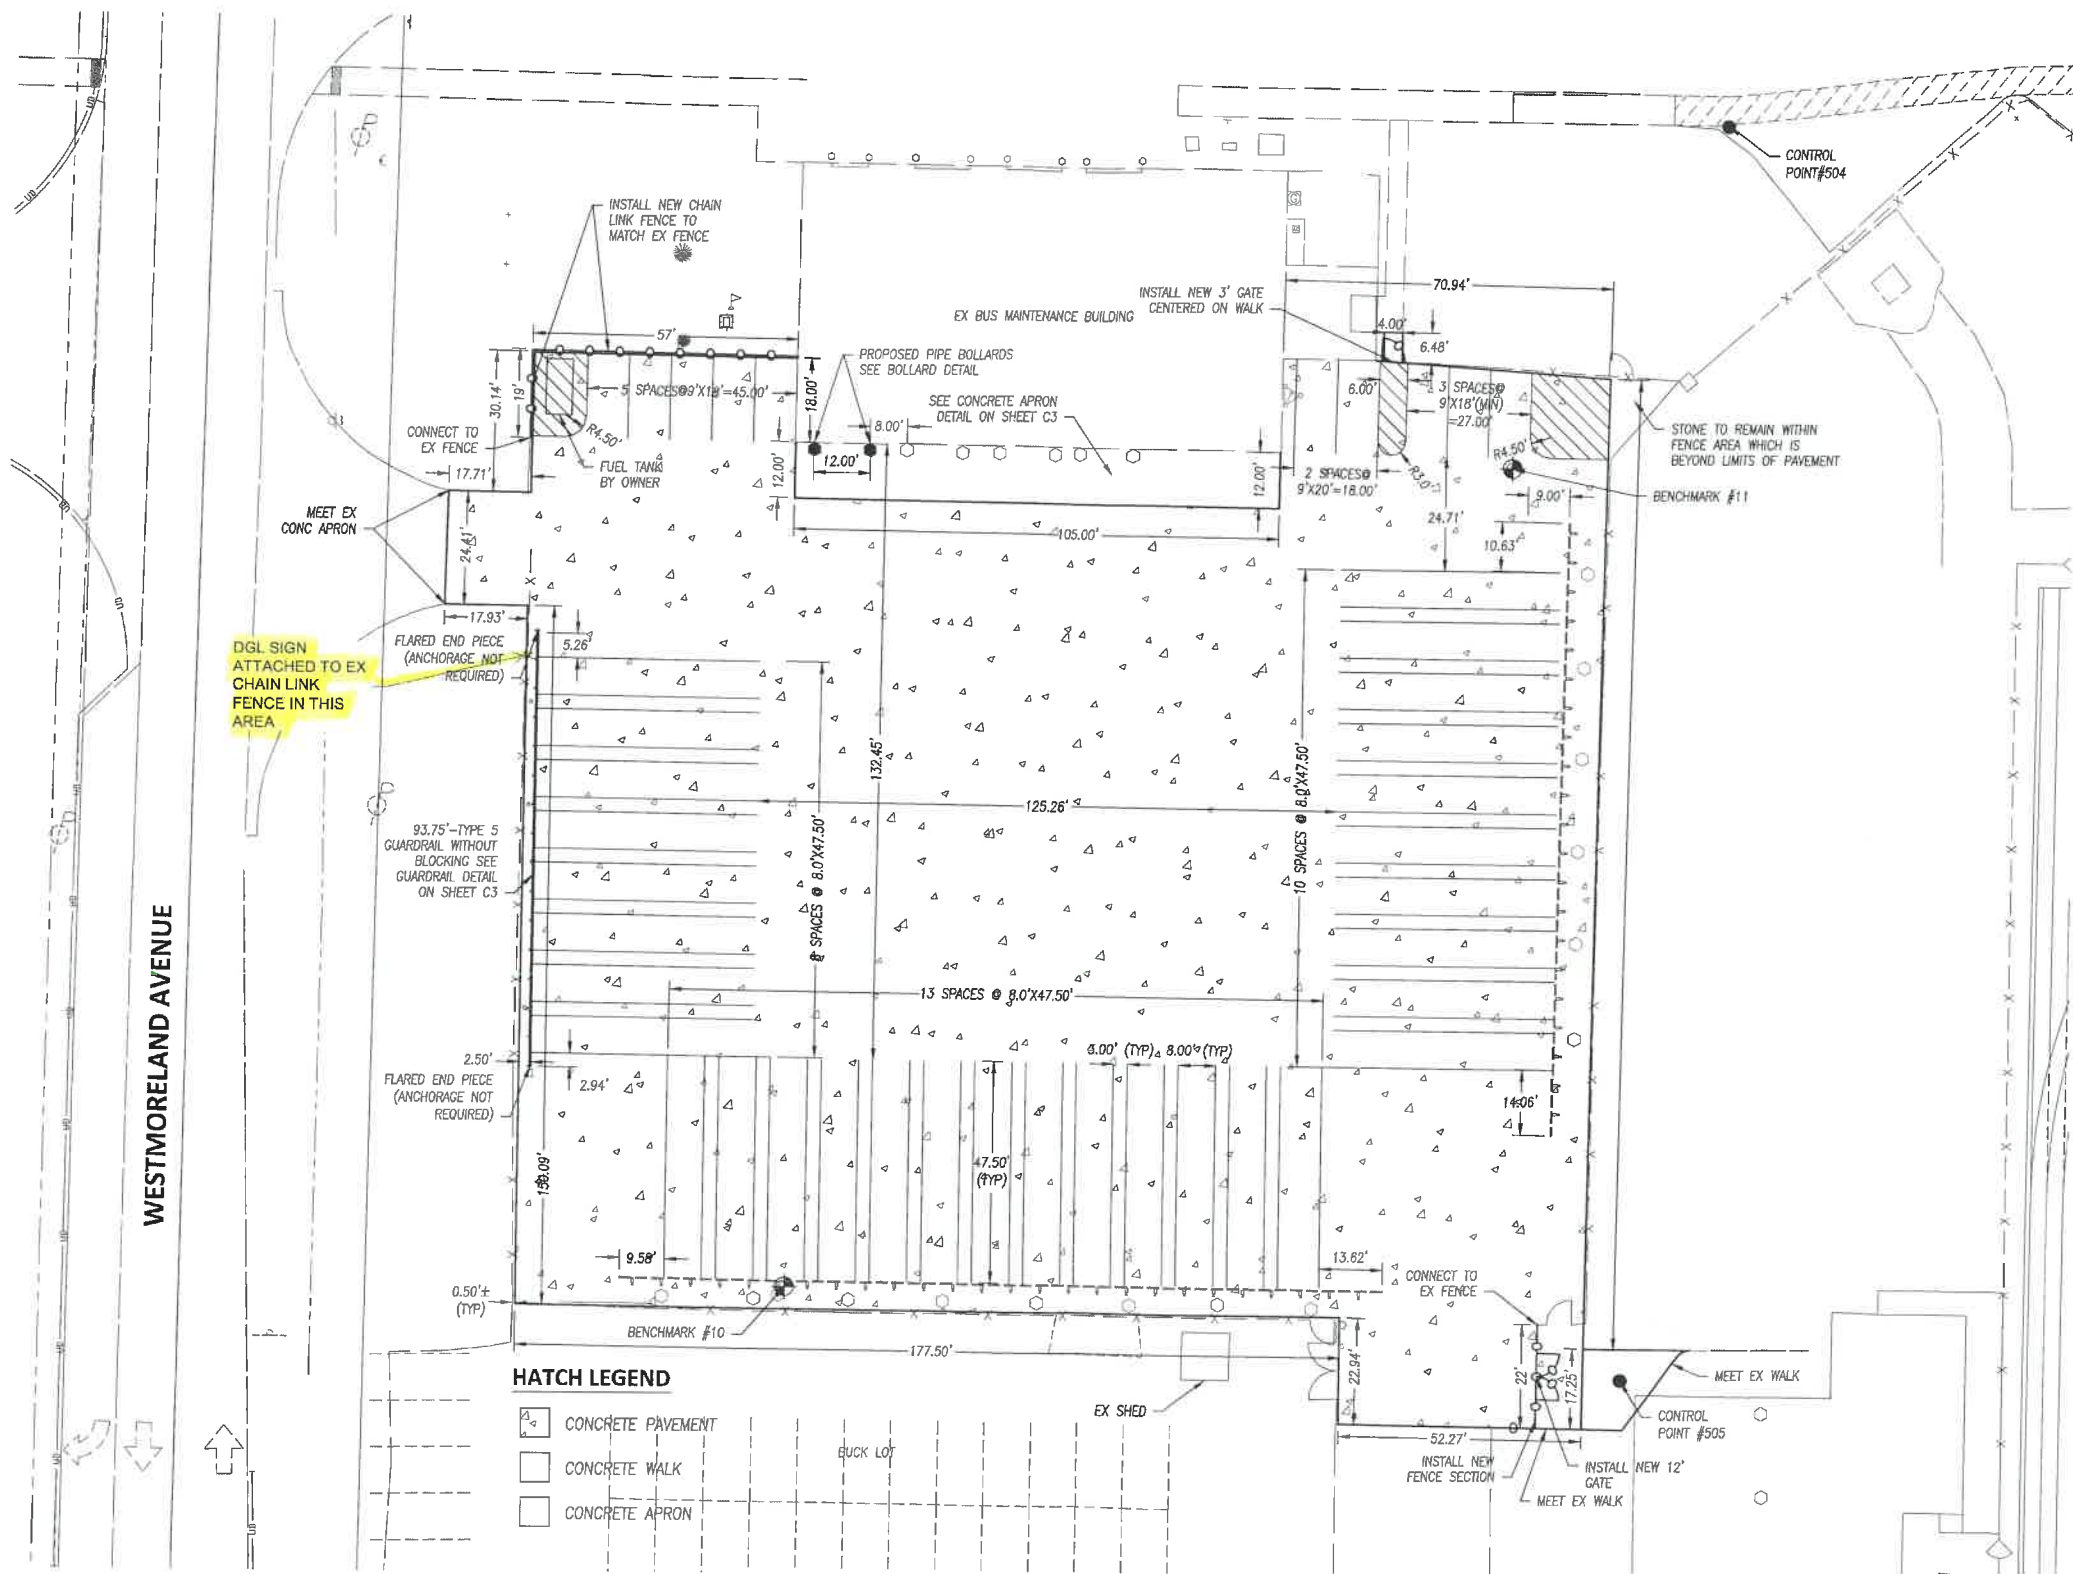 CONTROL
POINT#504
INSTALL NEW CHAIN
LINK FENCE TO
MATCH EX FENCE
INSTALL NEW 3' GATE
CENTERED ON WALK
70.94'
EX BUS MAINTENANCE BUILDING
4.00'
6.48'
57'
PROPOSED PIPE BOLLARDS
SEE BOLLARD DETAIL
30.14'
19'
5 SPACES@9'X18'=45.00'
18.00'
SEE CONCRETE APRON
DETAIL ON SHEET C3
6.00'
3 SPACES@
9'X18'(MIN)
=27.00'
CONNECT TO
EX FENCE
R4.50'
8.00'
R4.50'
STONE TO REMAIN WITHIN
FENCE AREA WHICH IS
BEYOND LIMITS OF PAVEMENT
FUEL TANK
BY OWNER
17.71'
12.00'
12.00'
12.00'
2 SPACES@
9'X20'=18.00'
R3.0'
9.00'
BENCHMARK #11
MEET EX
CONC APRON
24.41'
105.00'
24.71'
10.63'
17.93'
FLARED END PIECE
(ANCHORAGE NOT
REQUIRED)
5.26'
DGL SIGN
ATTACHED TO EX
CHAIN LINK
FENCE IN THIS
AREA
132.45'
125.26'
8 SPACES @ 8.0'X47.50'
10 SPACES @ 8.0'X47.50'
93.75'-TYPE 5
GUARDRAIL WITHOUT
BLOCKING SEE
GUARDRAIL DETAIL
ON SHEET C3
WESTMORELAND AVENUE
13 SPACES @ 8.0'X47.50'
2.50'
FLARED END PIECE
(ANCHORAGE NOT
REQUIRED)
2.94'
(TYP)
8.00' (TYP)
14.06'
47.50'
(TYP)
150.09'
9.58'
13.62'
CONNECT TO
EX FENCE
0.50'±
(TYP)
BENCHMARK #10
177.50'
22.94'
22'
17.25'
MEET EX WALK
HATCH LEGEND
CONCRETE PAVEMENT
CONCRETE WALK
CONCRETE APRON
BUCK LOT
EX SHED
CONTROL
POINT #505
52.27'
INSTALL NEW
FENCE SECTION
INSTALL NEW 12'
GATE
MEET EX WALK